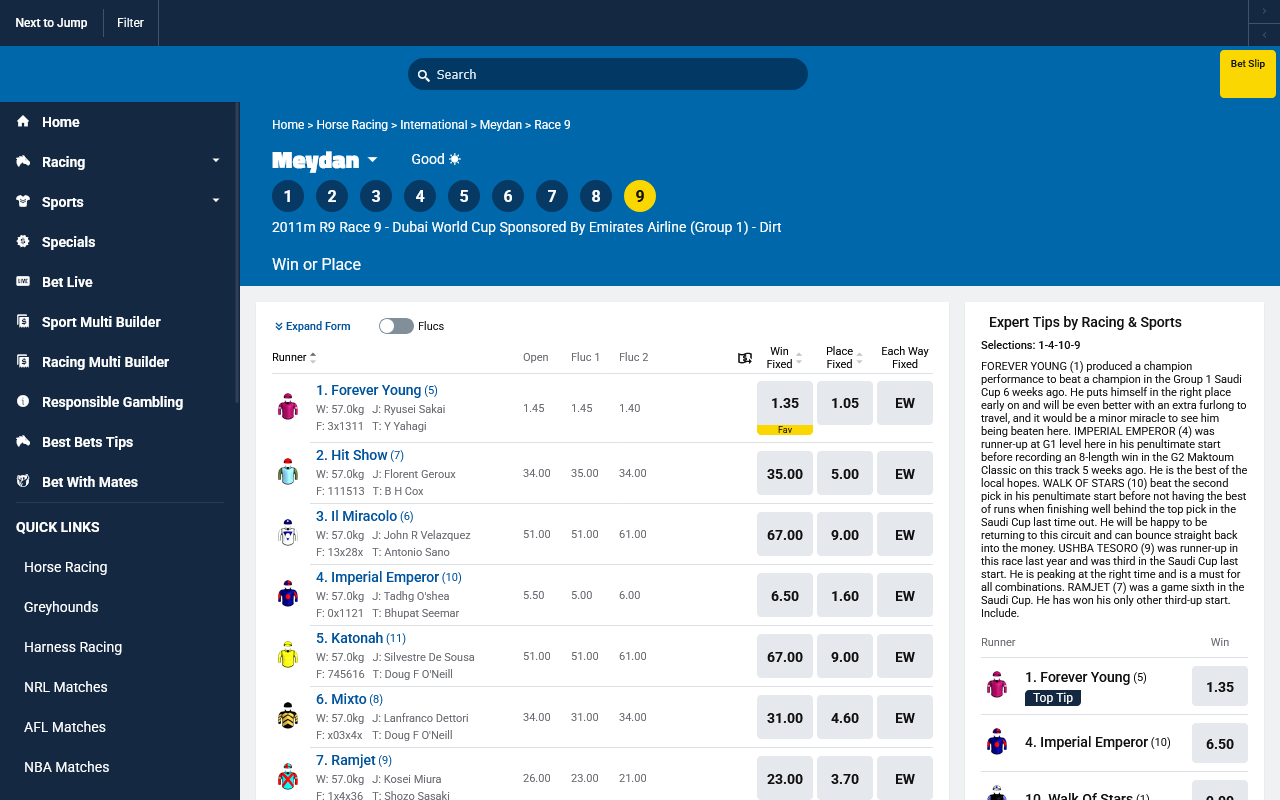 Next to Jump
Filter
Search
Bet Slip
Home
Racing
Sports
Specials
LIVE Bet Live
Sport Multi Builder
Racing Multi Builder
Responsible Gambling
Best Bets Tips
Bet With Mates
QUICK LINKS
Horse Racing
Greyhounds
Harness Racing
NRL Matches
AFL Matches
NBA Matches
Home > Horse Racing > International > Meydan > Race 9
Meydan Good
1 2 3 4 5 6 7 8 9
2011m R9 Race 9 - Dubai World Cup Sponsored By Emirates Airline (Group 1) - Dirt
Win or Place
Expand Form Flucs
Runner Open Fluc 1 Fluc 2 Win Fixed Place Fixed Each Way Fixed
1. Forever Young (5)
W: 57.0kg J: Ryusei Sakai 1.45 1.45 1.40 1.35 1.05 EW
F: 3x1311 T: Y Yahagi Fav
2. Hit Show (7)
W: 57.0kg J: Florent Geroux 34.00 35.00 34.00 35.00 5.00 EW
F: 111513 T: B H Cox
3. Il Miracolo (6)
W: 57.0kg J: John R Velazquez 51.00 51.00 61.00 67.00 9.00 EW
F: 13x28x T: Antonio Sano
4. Imperial Emperor (10)
W: 57.0kg J: Tadhg O'shea 5.50 5.00 6.00 6.50 1.60 EW
F: 0x1121 T: Bhupat Seemar
5. Katonah (11)
W: 57.0kg J: Silvestre De Sousa 51.00 51.00 61.00 67.00 9.00 EW
F: 745616 T: Doug F O'Neill
6. Mixto (8)
W: 57.0kg J: Lanfranco Dettori 34.00 31.00 34.00 31.00 4.60 EW
F: x03x4x T: Doug F O'Neill
7. Ramjet (9)
W: 57.0kg J: Kosei Miura 26.00 23.00 21.00 23.00 3.70 EW
F: 1x4x36 T: Shozo Sasaki
Expert Tips by Racing & Sports
Selections: 1-4-10-9
FOREVER YOUNG (1) produced a champion
performance to beat a champion in the Group 1 Saudi
Cup 6 weeks ago. He puts himself in the right place
early on and will be even better with an extra furlong to
travel, and it would be a minor miracle to see him
being beaten here. IMPERIAL EMPEROR (4) was
runner-up at G1 level here in his penultimate start
before recording an 8-length win in the G2 Maktoum
Classic on this track 5 weeks ago. He is the best of the
local hopes. WALK OF STARS (10) beat the second
pick in his penultimate start before not having the best
of runs when finishing well behind the top pick in the
Saudi Cup last time out. He will be happy to be
returning to this circuit and can bounce straight back
into the money. USHBA TESORO (9) was runner-up in
this race last year and was third in the Saudi Cup last
start. He is peaking at the right time and is a must for
all combinations. RAMJET (7) was a game sixth in the
Saudi Cup. He has won his only other third-up start.
Include.
Runner Win
1. Forever Young (5) 1.35
Top Tip
4. Imperial Emperor (10) 6.50
10. Walk Of Stars (1)